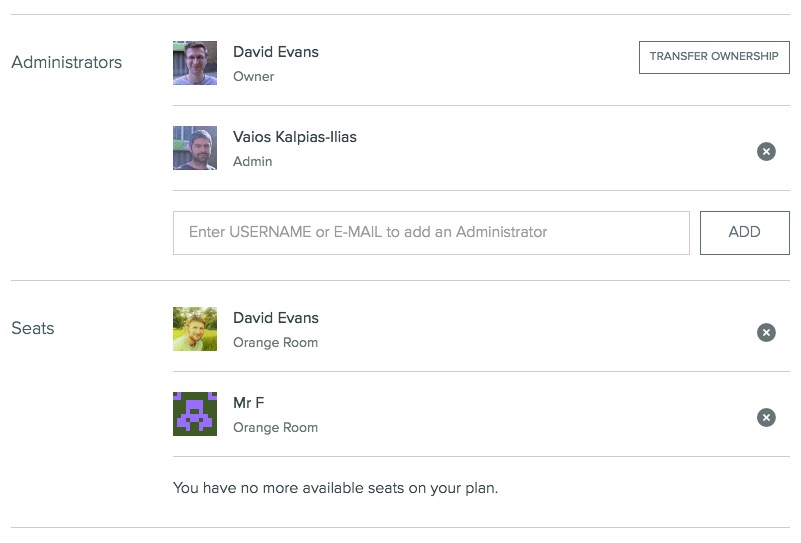 Administrators
David Evans
Owner
TRANSFER OWNERSHIP
Vaios Kalpias-Ilias
Admin
Enter USERNAME or E-MAIL to add an Administrator
ADD
Seats
David Evans
Orange Room
Mr F
Orange Room
You have no more available seats on your plan.